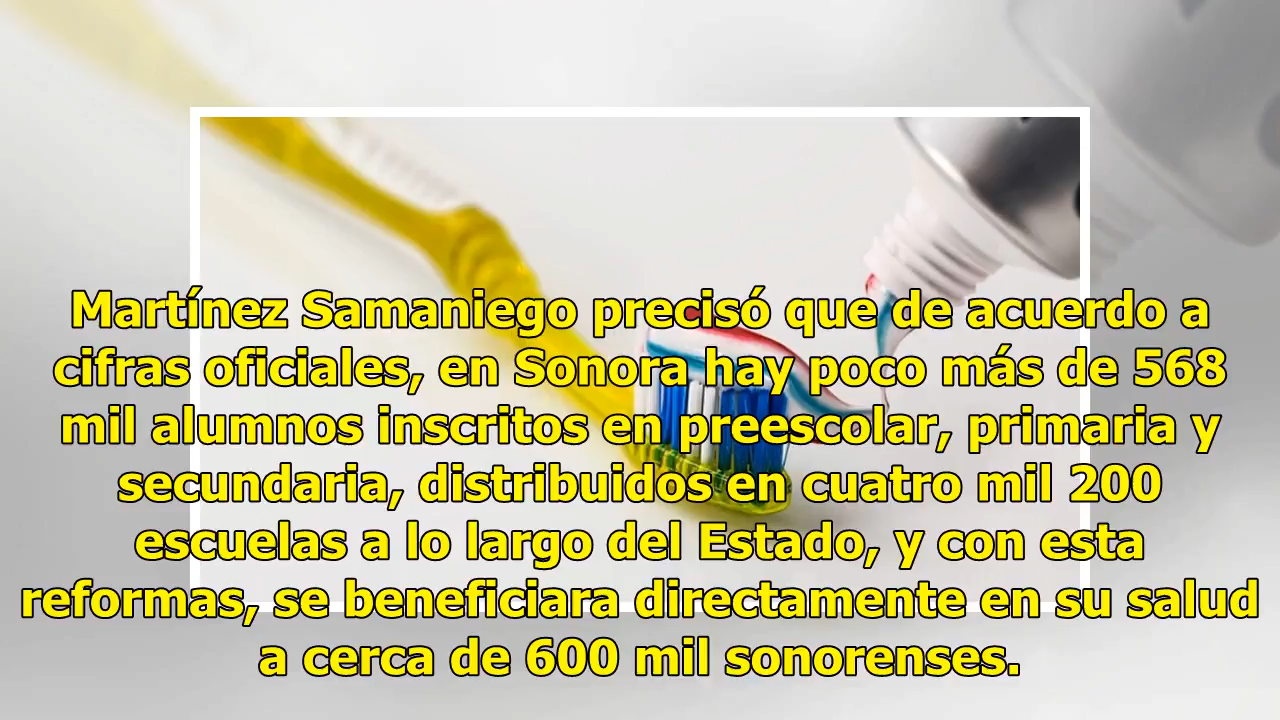 Martínez Samaniego precisó que de acuerdo a
cifras oficiales, en Sonora hay poco más de 568
mil alumnos inscritos en preescolar, primaria y
secundaria, distribuidos en cuatro mil 200
escuelas a lo largo del Estado, y con esta
reformas, se beneficiara directamente en su salud
a cerca de 600 mil sonorenses.